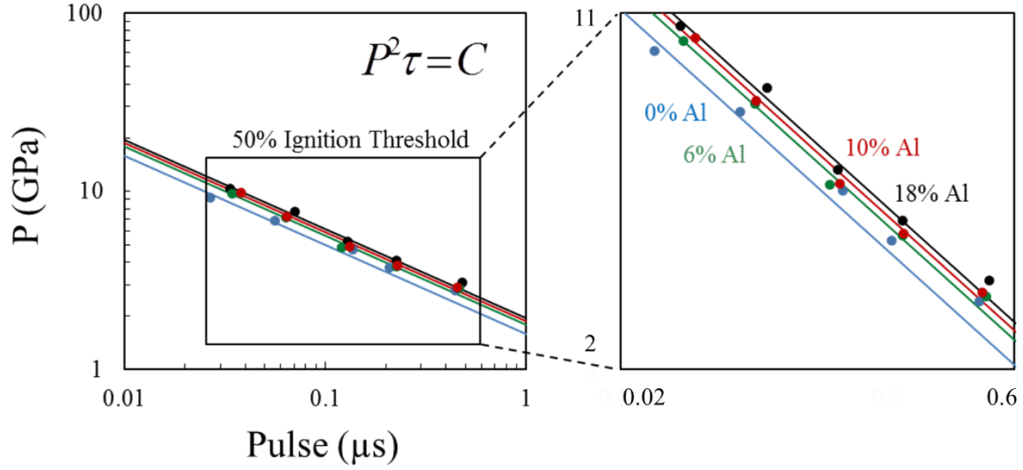 100
10
1
P (GPa)
P²τ = C
50% Ignition Threshold
0.01
0.1
1
Pulse (µs)
11
2
0% Al
6% Al
10% Al
18% Al
0.02
0.2
0.6